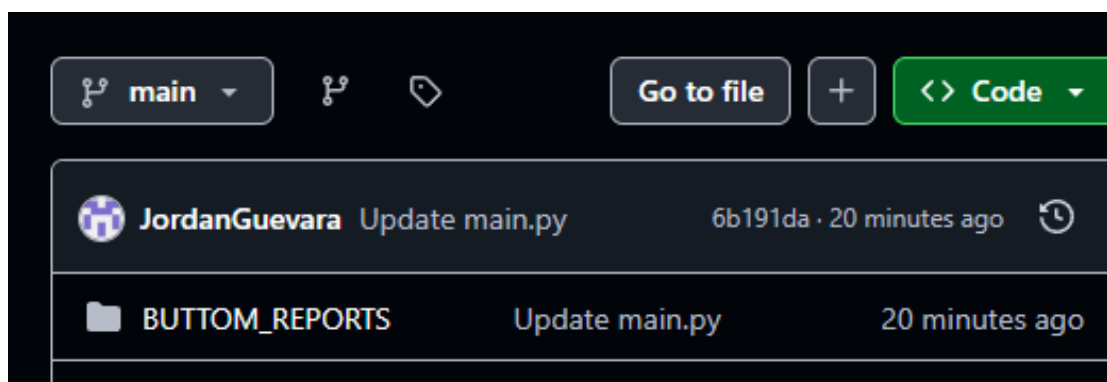 main Go to file + <> Code
JordanGuevara Update main.py 6b191da · 20 minutes ago
BUTTOM_REPORTS Update main.py 20 minutes ago